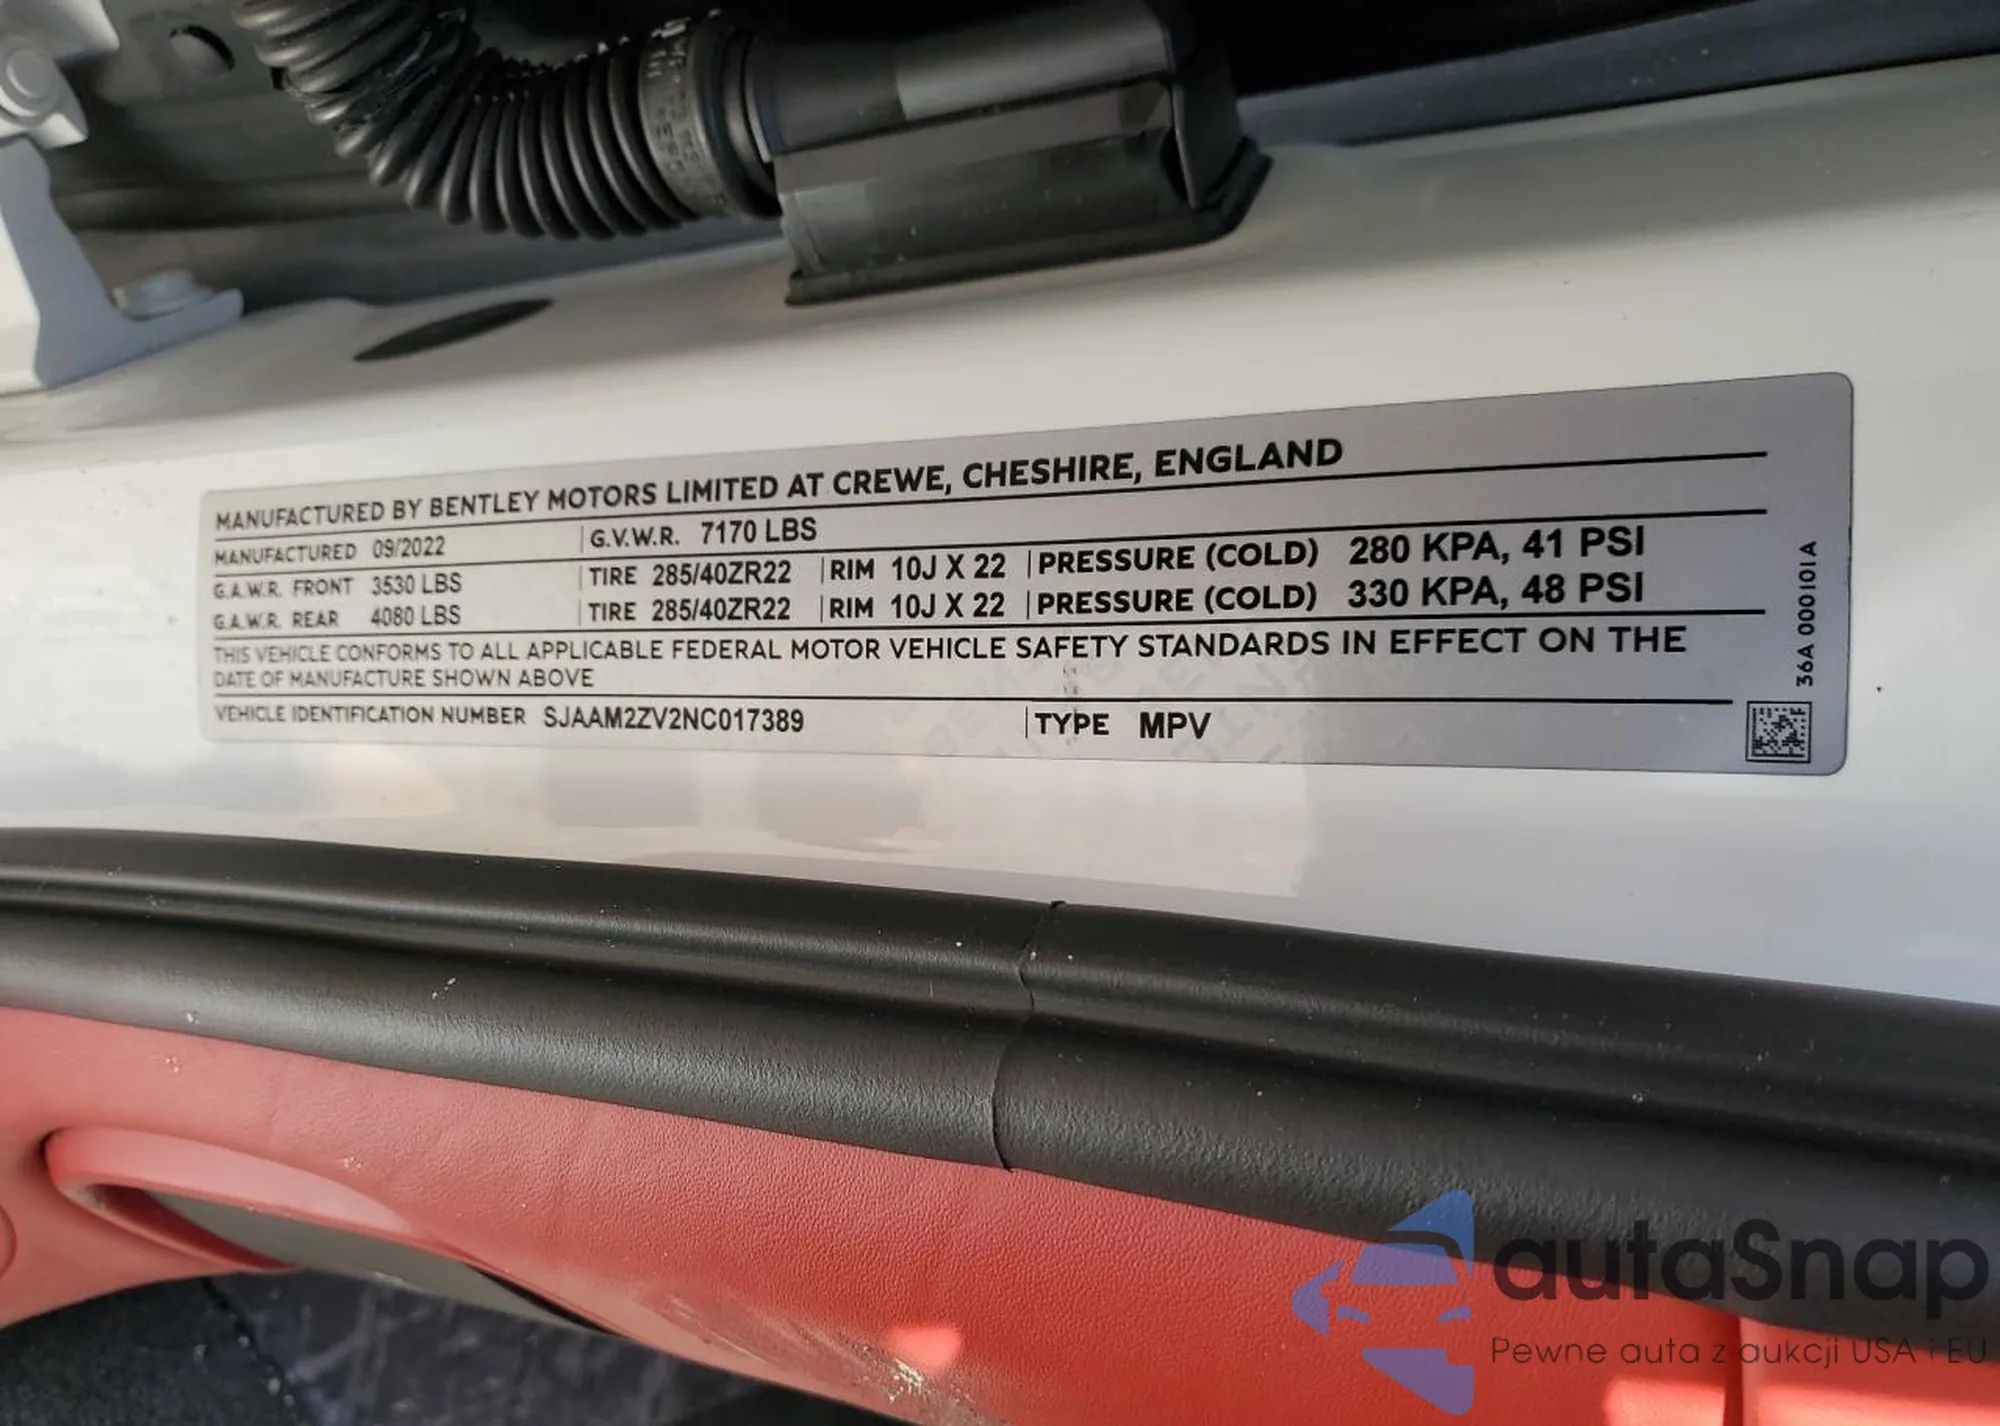 MANUFACTURED BY BENTLEY MOTORS LIMITED AT CREWE, CHESHIRE, ENGLAND
MANUFACTURED 09/2022 G.V.W.R. 7170 LBS
G.A.W.R. FRONT 3530 LBS TIRE 285/40ZR22 RIM 10J X 22 PRESSURE (COLD) 280 KPA, 41 PSI
G.A.W.R. REAR 4080 LBS TIRE 285/40ZR22 RIM 10J X 22 PRESSURE (COLD) 330 KPA, 48 PSI
THIS VEHICLE CONFORMS TO ALL APPLICABLE FEDERAL MOTOR VEHICLE SAFETY STANDARDS IN EFFECT ON THE
DATE OF MANUFACTURE SHOWN ABOVE
VEHICLE IDENTIFICATION NUMBER SJAAM2ZV2NC017389 TYPE MPV
36A 000101A
autaSnap
Pewne auta z aukcji USA i EU